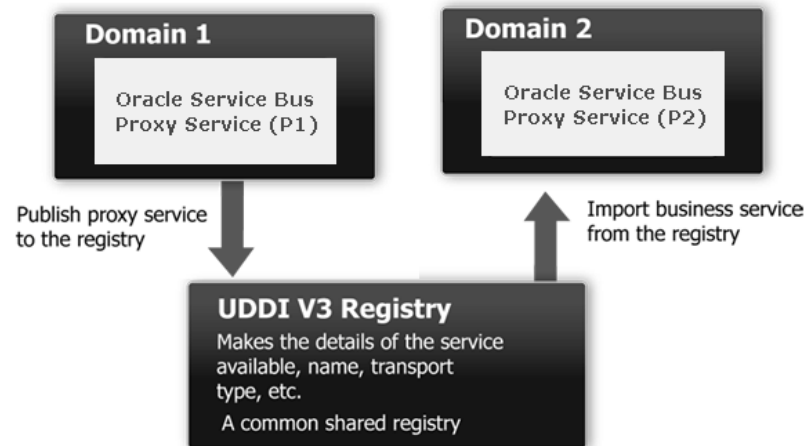 Domain 1
Oracle Service Bus
Proxy Service (P1)
Domain 2
Oracle Service Bus
Proxy Service (P2)
Publish proxy service
to the registry
Import business service
from the registry
UDDI V3 Registry
Makes the details of the service
available, name, transport
type, etc.
A common shared registry